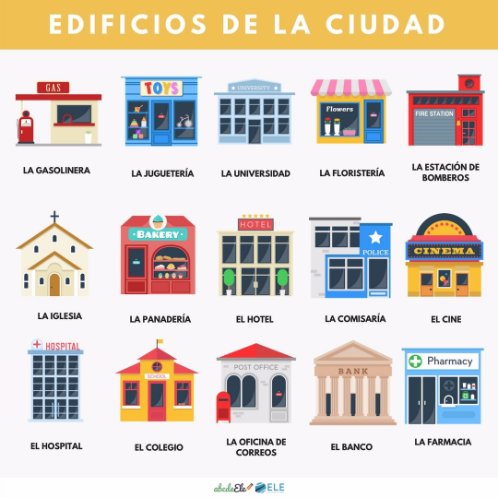 EDIFICIOS DE LA CIUDAD
GAS
TOYS
UNIVERSITY
Flowers
FIRE STATION
LA GASOLINERA
LA JUGUETERÍA
LA UNIVERSIDAD
LA FLORISTERÍA
LA ESTACIÓN DE
BOMBEROS
BAKERY
HOTEL
POLICE
CINEMA
LA IGLESIA
LA PANADERÍA
EL HOTEL
LA COMISARÍA
EL CINE
HOSPITAL
SCHOOL
POST OFFICE
BANK
Pharmacy
EL HOSPITAL
EL COLEGIO
LA OFICINA DE
CORREOS
EL BANCO
LA FARMACIA
abcdeEle
ELE